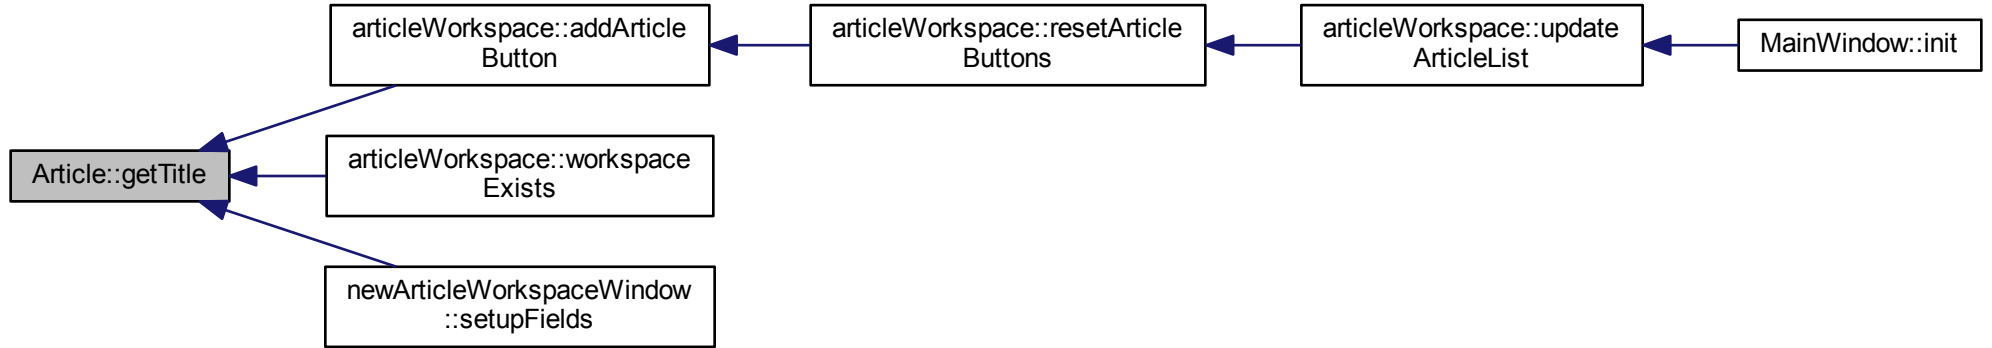 articleWorkspace::addArticle
Button
articleWorkspace::resetArticle
Buttons
articleWorkspace::update
ArticleList
MainWindow::init
Article::getTitle
articleWorkspace::workspace
Exists
newArticleWorkspaceWindow
::setupFields